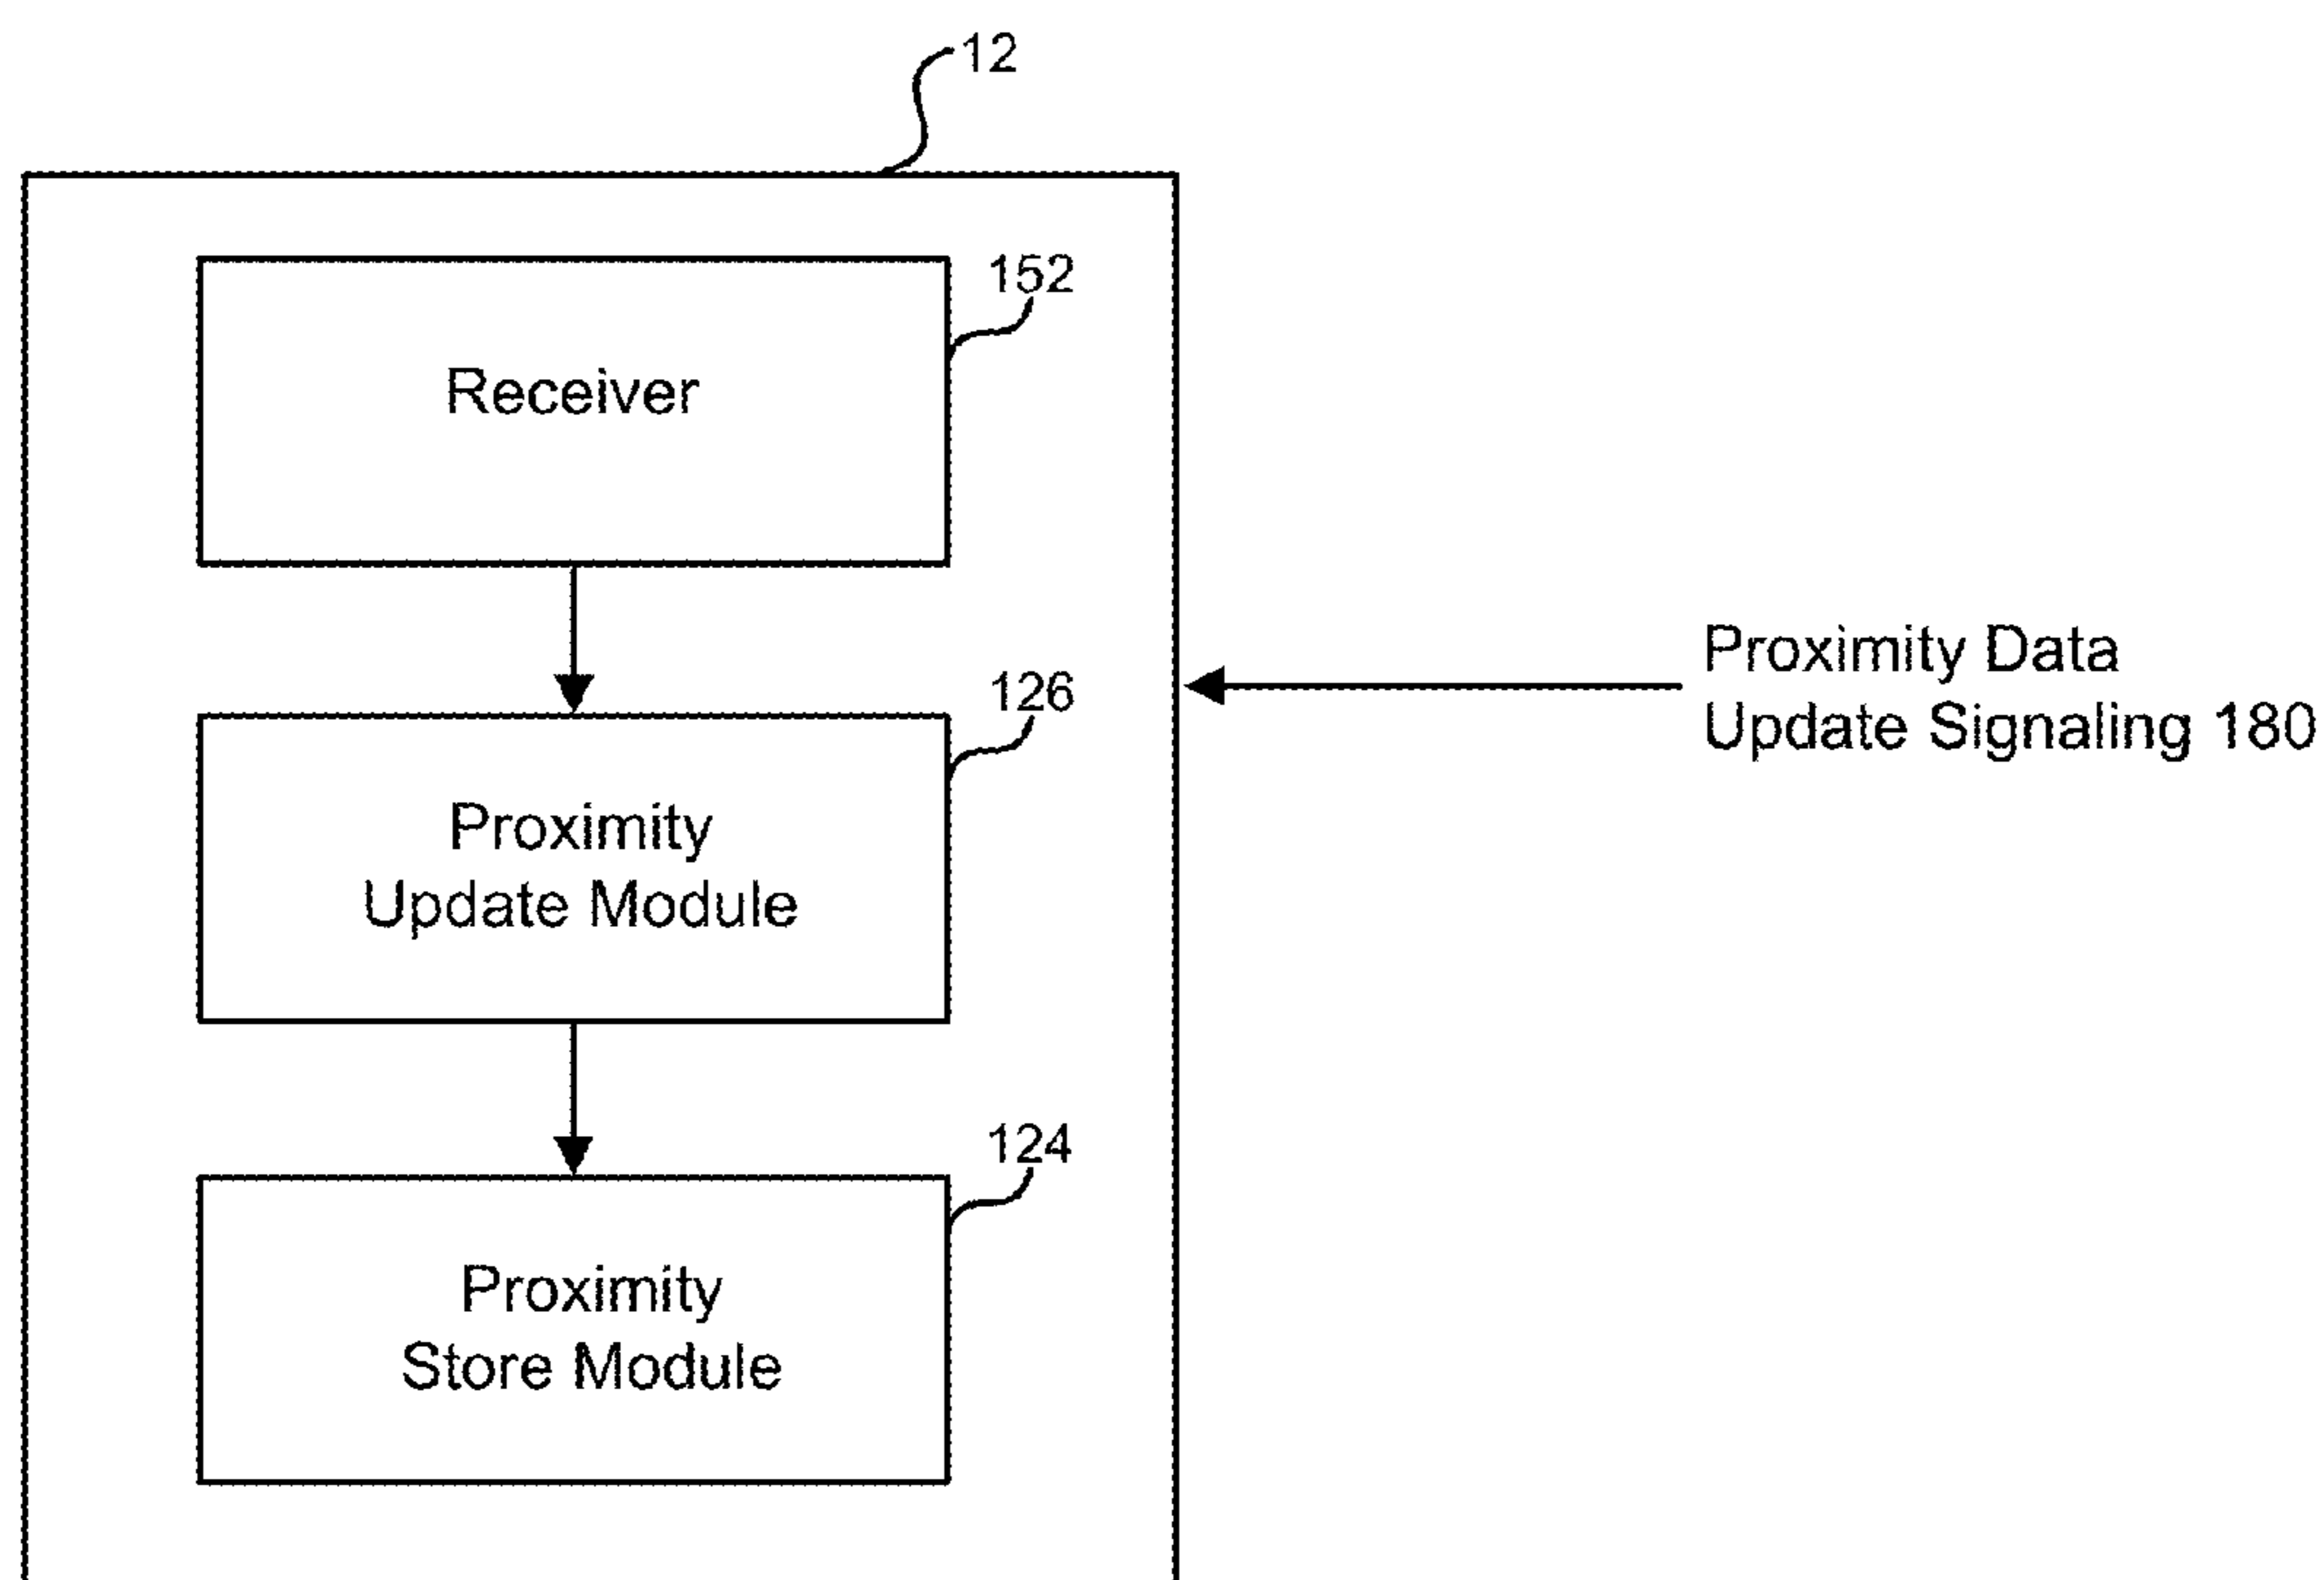 12
152
Receiver
126
Proximity
Update Module
Proximity Data
Update Signaling 180
124
Proximity
Store Module